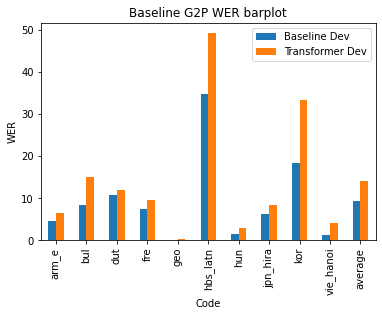 Baseline G2P WER barplot
Baseline Dev
Transformer Dev
50
40
30
20
10
0
WER
arm_e
bul
dut
fre
geo
hbs_latn
hun
jpn_hira
kor
vie_hanoi
average
Code